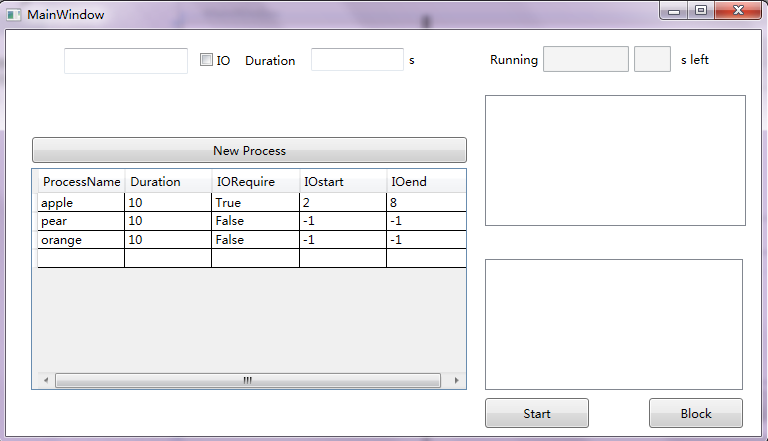 MainWindow
IO Duration s Running s left
New Process
ProcessName Duration IORequire IOstart IOend
apple 10 True 2 8
pear 10 False -1 -1
orange 10 False -1 -1
Start Block